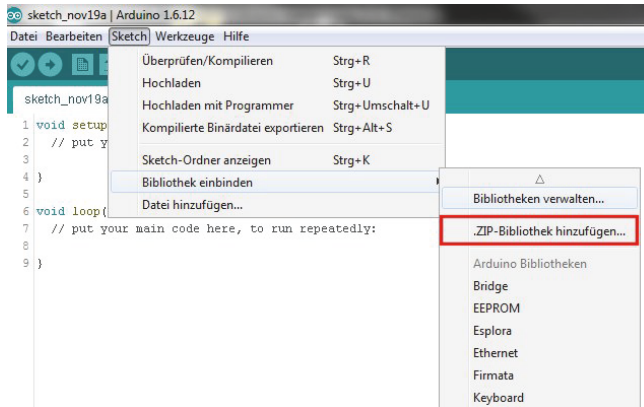 sketch_nov19a | Arduino 1.6.12
Datei Bearbeiten Sketch Werkzeuge Hilfe
Überprüfen/Kompilieren Strg+R
Hochladen Strg+U
Hochladen mit Programmer Strg+Umschalt+U
Kompilierte Binärdatei exportieren Strg+Alt+S
Sketch-Ordner anzeigen Strg+K
Bibliothek einbinden
Datei hinzufügen...
sketch_nov19a
1 void setup
2 // put y
3
4 }
5
6 void loop(
7 // put your main code here, to run repeatedly:
8
9 }
Bibliotheken verwalten...
.ZIP-Bibliothek hinzufügen...
Arduino Bibliotheken
Bridge
EEPROM
Esplora
Ethernet
Firmata
Keyboard